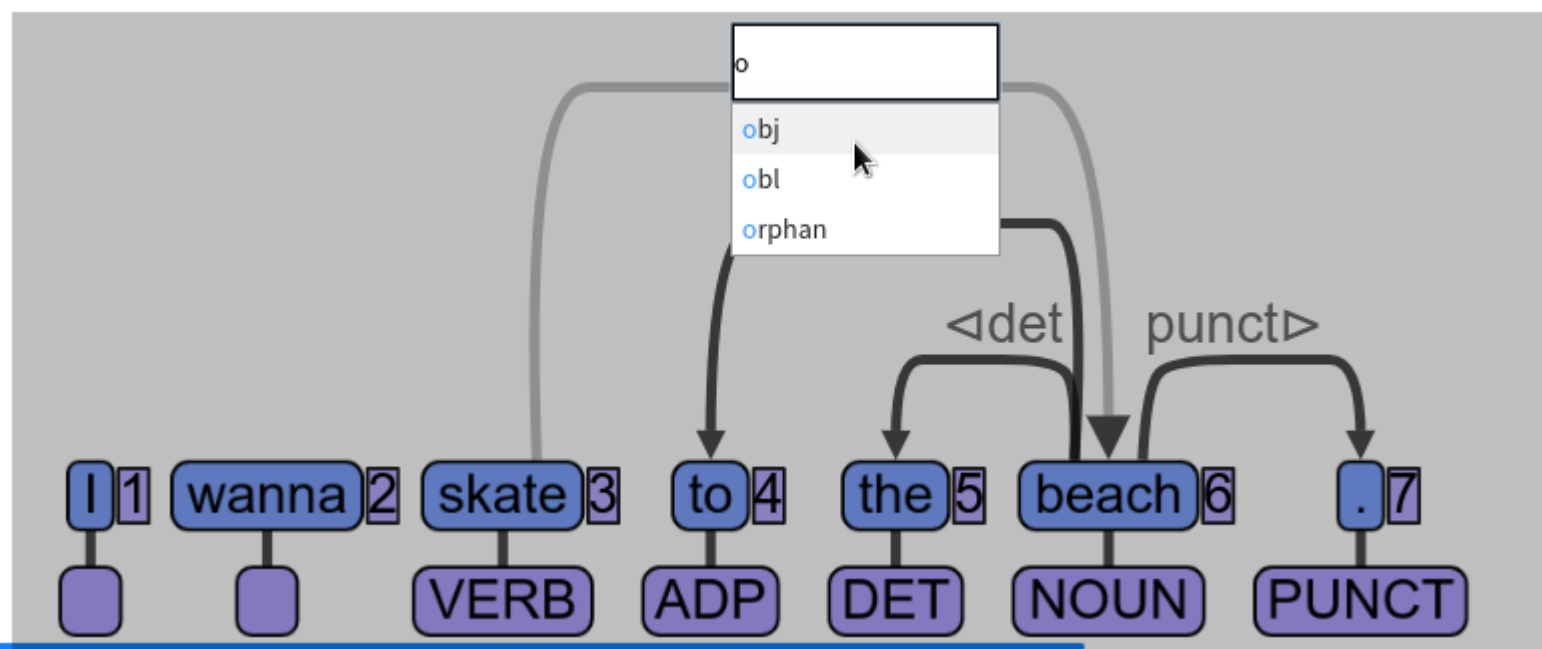 o
obj
obl
orphan
⊲det punct⊳
I 1 wanna 2 skate 3 to 4 the 5 beach 6 . 7
VERB ADP DET NOUN PUNCT